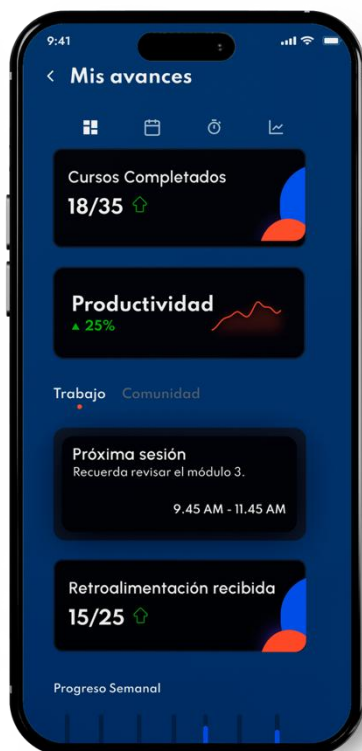 9:41
Mis avances
Cursos Completados
18/35
Productividad
▲ 25%
Trabajo Comunidad
Próxima sesión
Recuerda revisar el módulo 3.
9.45 AM - 11.45 AM
Retroalimentación recibida
15/25
Progreso Semanal